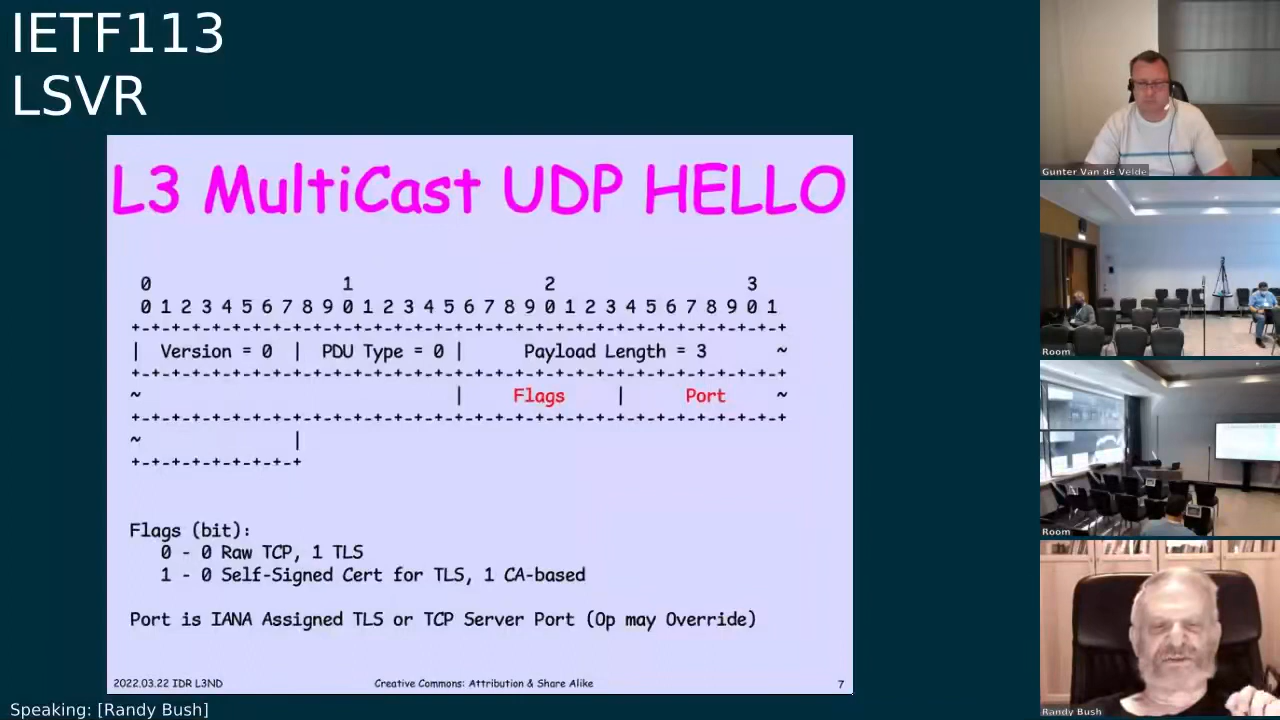 IETF113
LSVR
L3 MultiCast UDP HELLO
0 1 2 3
0 1 2 3 4 5 6 7 8 9 0 1 2 3 4 5 6 7 8 9 0 1 2 3 4 5 6 7 8 9 0 1
+-+-+-+-+-+-+-+-+-+-+-+-+-+-+-+-+-+-+-+-+-+-+-+-+-+-+-+-+-+-+-+-+
| Version = 0 | PDU Type = 0 | Payload Length = 3 ~
+-+-+-+-+-+-+-+-+-+-+-+-+-+-+-+-+-+-+-+-+-+-+-+-+-+-+-+-+-+-+-+-+
~ | Flags | Port ~
+-+-+-+-+-+-+-+-+-+-+-+-+-+-+-+-+-+-+-+-+-+-+-+-+-+-+-+-+-+-+-+-+
~ |
+-+-+-+-+-+-+-+-+
Flags (bit):
0 - 0 Raw TCP, 1 TLS
1 - 0 Self-Signed Cert for TLS, 1 CA-based
Port is IANA Assigned TLS or TCP Server Port (Op may Override)
2022.03.22 IDR L3ND Creative Commons: Attribution & Share Alike 7
Speaking: [Randy Bush]
Gunter Van de Velde
Room
Room
Randy Bush